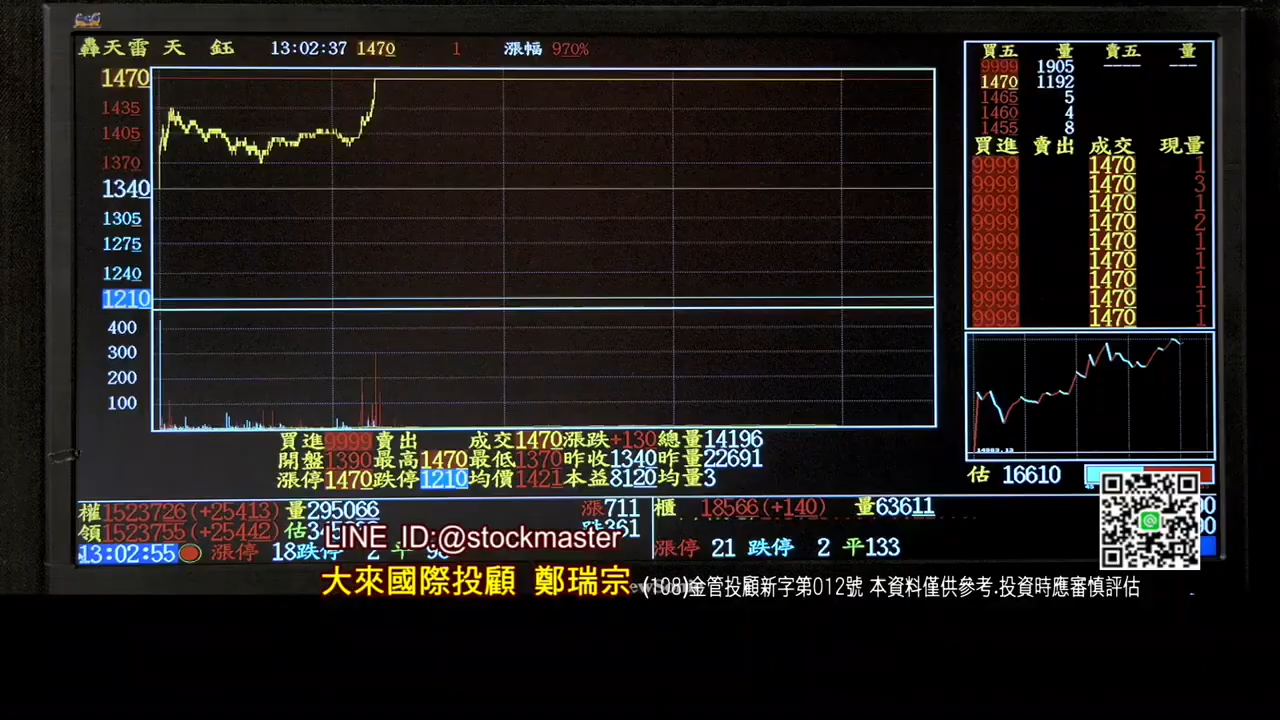 轟天雷 天 鈺 13:02:37 1470 1 漲幅 970%
1470
1435
1405
1370
1340
1305
1275
1240
1210
400
300
200
100
買五 量 賣五 量
9999 1905 ---- ---
1470 1192
1465 5
1460 4
1455 8
買進 賣出 成交 現量
9999 1470 1
9999 1470 3
9999 1470 1
9999 1470 2
9999 1470 1
9999 1470 1
9999 1470 1
9999 1470 1
9999 1470 1
估 16610
買進9999賣出 成交1470漲跌+130總量14196
開盤1390最高1470最低1370昨收1340昨量22691
漲停1470跌停1210均價1421本益8120均量3
權1523726(+25413)量295066 漲711 櫃 18566(+140) 量63611
領1523755(+25442)估 跌361
13:02:55 漲停 18跌停 2 平 漲停 21 跌停 2 平133
LINE ID:@stockmaster
大來國際投顧 鄭瑞宗 (108)金管投顧新字第012號 本資料僅供參考.投資時應審慎評估